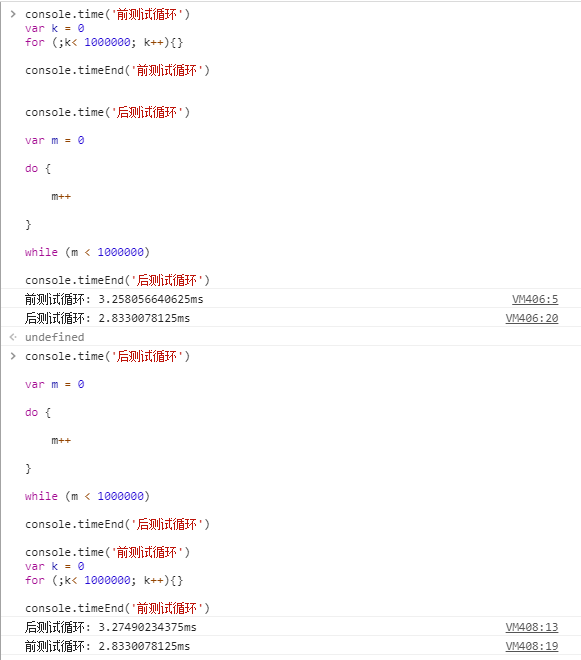 > console.time('前测试循环')
var k = 0
for (;k< 1000000; k++){}
console.timeEnd('前测试循环')
console.time('后测试循环')
var m = 0
do {
m++
}
while (m < 1000000)
console.timeEnd('后测试循环')
前测试循环: 3.258056640625ms VM406:5
后测试循环: 2.8330078125ms VM406:20
undefined
> console.time('后测试循环')
var m = 0
do {
m++
}
while (m < 1000000)
console.timeEnd('后测试循环')
console.time('前测试循环')
var k = 0
for (;k< 1000000; k++){}
console.timeEnd('前测试循环')
后测试循环: 3.27490234375ms VM408:13
前测试循环: 2.8330078125ms VM408:19